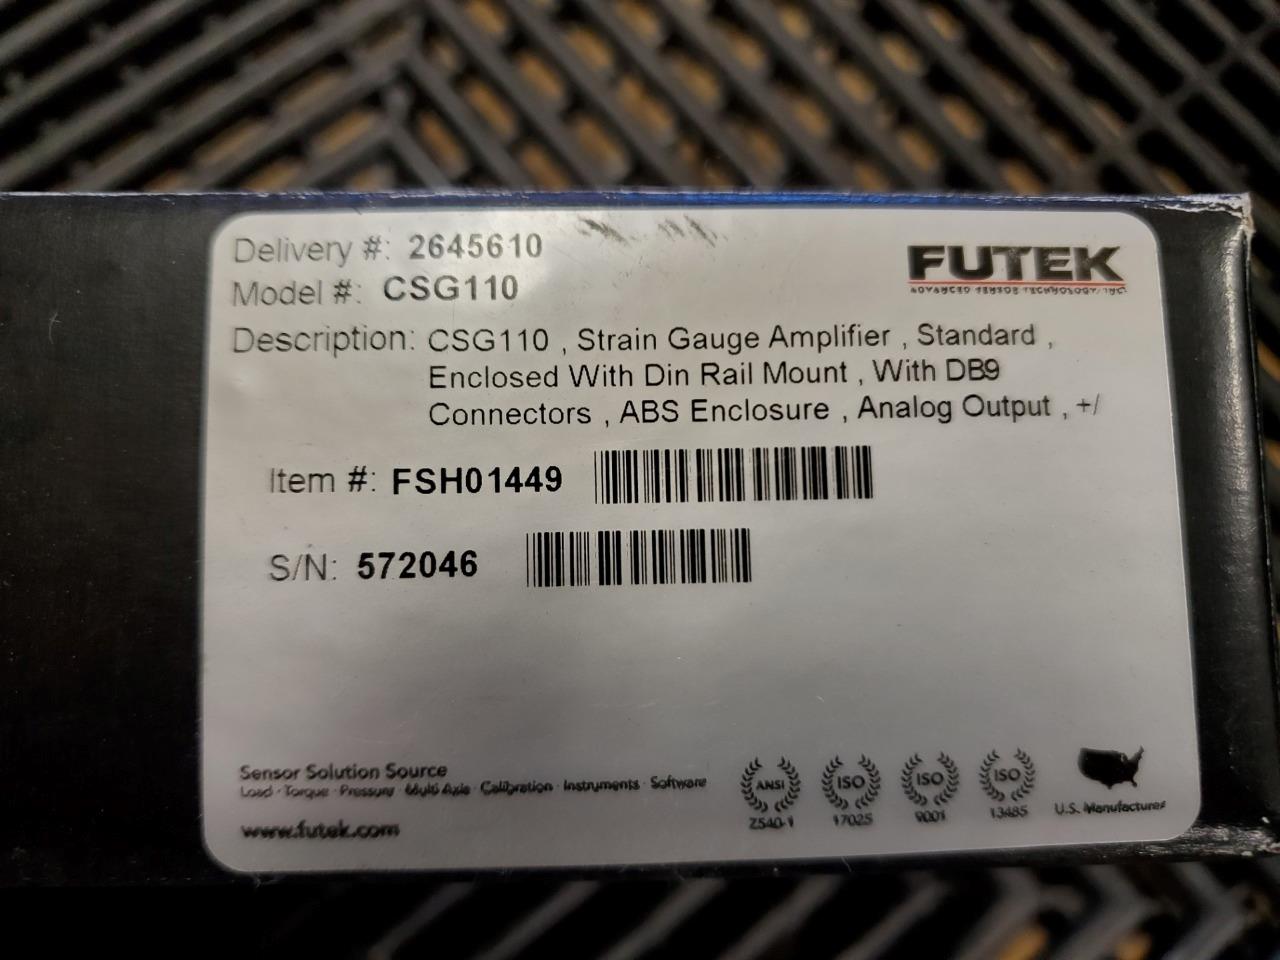 Delivery #: 2645610
FUTEK
ADVANCED SENSOR TECHNOLOGY, INC.
Model #: CSG110
Description: CSG110 , Strain Gauge Amplifier , Standard ,
Enclosed With Din Rail Mount , With DB9
Connectors , ABS Enclosure , Analog Output , +/
Item #: FSH01449
S/N: 572046
Sensor Solution Source
Load · Torque · Pressure · Multi Axis · Calibration · Instruments · Software
www.futek.com
ANSI
Z540-1
ISO
17025
ISO
9001
ISO
13485
U.S. Manufacturer